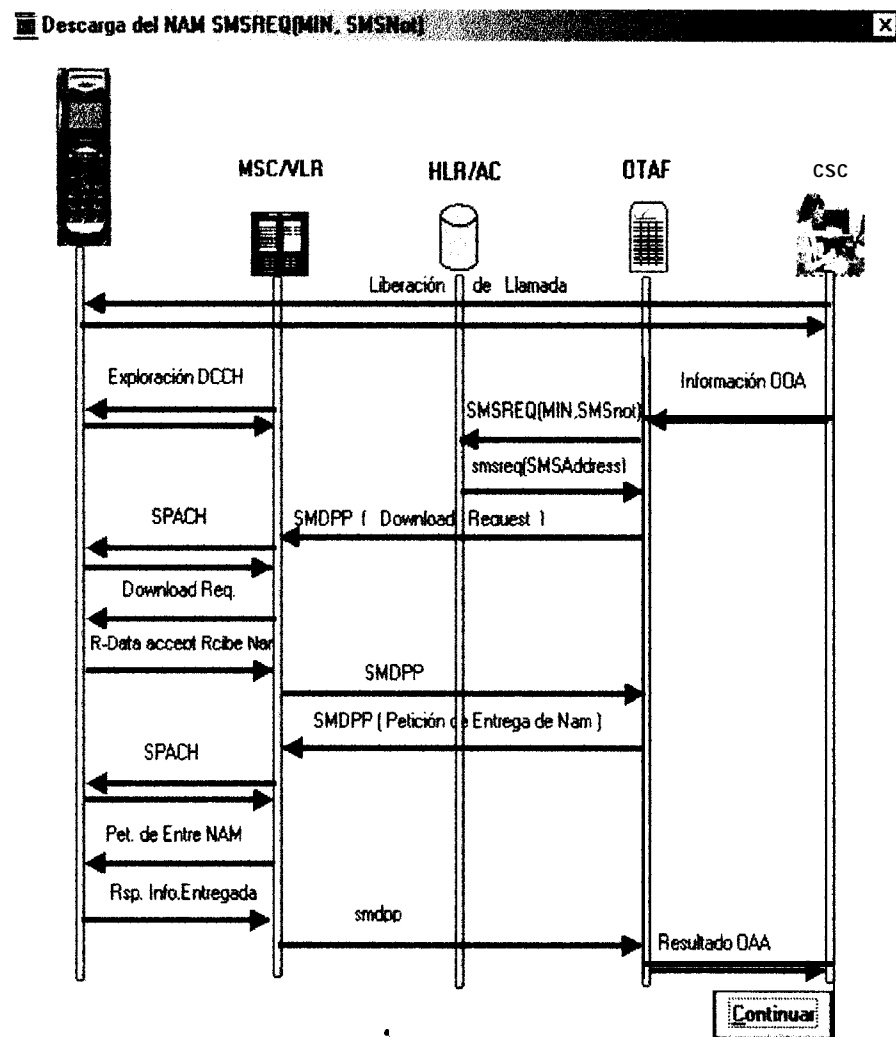 Descarga del NAM SMSREQ(MIN, SMSNot)
MSC/VLR
HLR/AC
OTAF
CSC
Liberación de Llamada
Exploración DCCH
Información OOA
SMSREQ(MIN,SMSnot)
smsreq(SMSAddress)
SPACH
SMDPP ( Download Request )
Download Req.
R-Data accept Rcibe Nar
SMDPP
SMDPP ( Petición de Entrega de Nam )
SPACH
Pet. de Entre NAM
Rsp. Info.Entregada
smdpp
Resultado OAA
Continuar